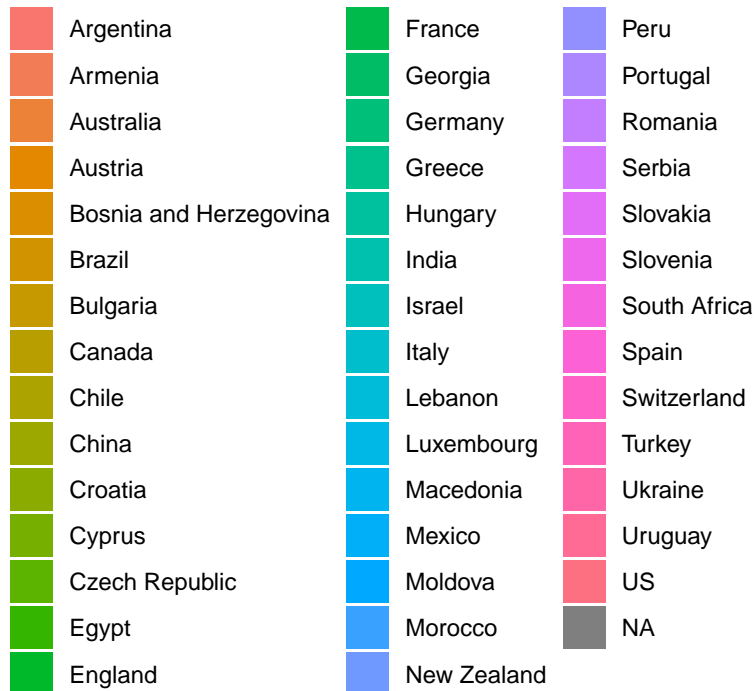 Argentina
Armenia
Australia
Austria
Bosnia and Herzegovina
Brazil
Bulgaria
Canada
Chile
China
Croatia
Cyprus
Czech Republic
Egypt
England
France
Georgia
Germany
Greece
Hungary
India
Israel
Italy
Lebanon
Luxembourg
Macedonia
Mexico
Moldova
Morocco
New Zealand
Peru
Portugal
Romania
Serbia
Slovakia
Slovenia
South Africa
Spain
Switzerland
Turkey
Ukraine
Uruguay
US
NA